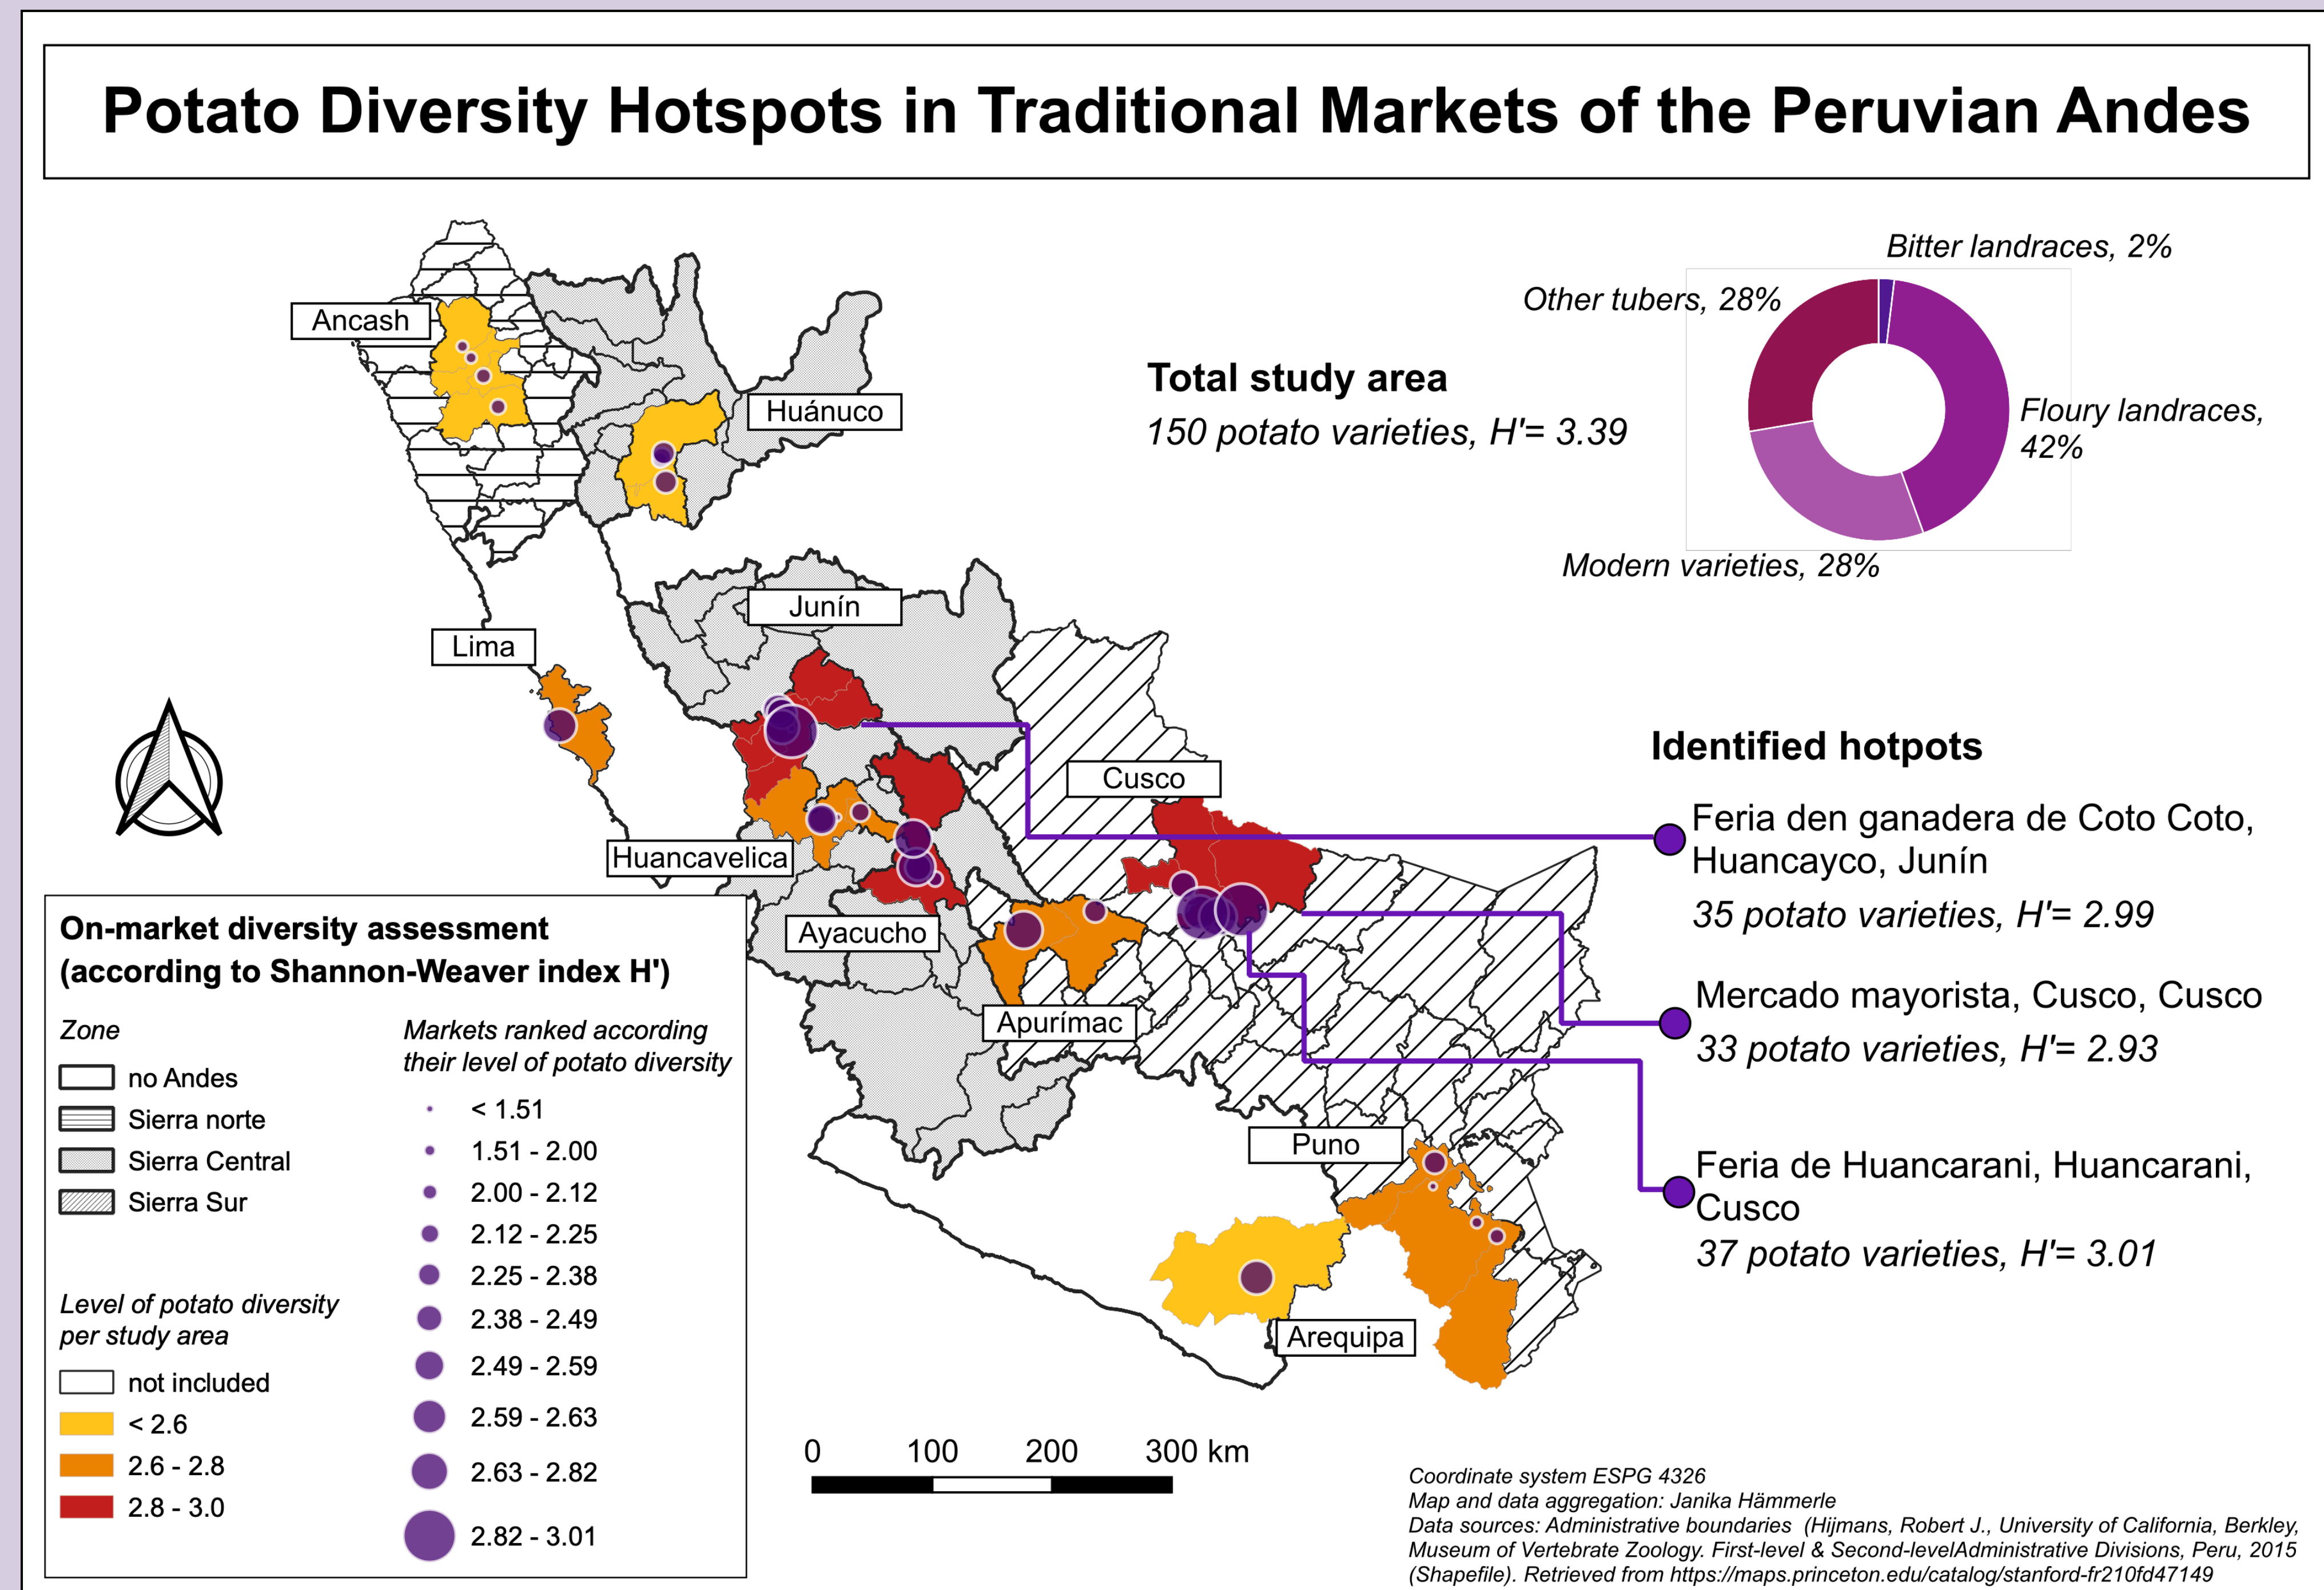 Potato Diversity Hotspots in Traditional Markets of the Peruvian Andes
Bitter landraces, 2%
Other tubers, 28%
Floury landraces,
42%
Modern varieties, 28%
Total study area
150 potato varieties, H'= 3.39
Ancash
Huánuco
Junín
Lima
Cusco
Huancavelica
Ayacucho
Apurímac
Puno
Arequipa
Identified hotpots
Feria den ganadera de Coto Coto,
Huancayco, Junín
35 potato varieties, H'= 2.99
Mercado mayorista, Cusco, Cusco
33 potato varieties, H'= 2.93
Feria de Huancarani, Huancarani,
Cusco
37 potato varieties, H'= 3.01
On-market diversity assessment
(according to Shannon-Weaver index H')
Zone
no Andes
Sierra norte
Sierra Central
Sierra Sur
Level of potato diversity
per study area
not included
< 2.6
2.6 - 2.8
2.8 - 3.0
Markets ranked according
their level of potato diversity
< 1.51
1.51 - 2.00
2.00 - 2.12
2.12 - 2.25
2.25 - 2.38
2.38 - 2.49
2.49 - 2.59
2.59 - 2.63
2.63 - 2.82
2.82 - 3.01
0 100 200 300 km
Coordinate system ESPG 4326
Map and data aggregation: Janika Hämmerle
Data sources: Administrative boundaries (Hijmans, Robert J., University of California, Berkley,
Museum of Vertebrate Zoology. First-level & Second-levelAdministrative Divisions, Peru, 2015
(Shapefile). Retrieved from https://maps.princeton.edu/catalog/stanford-fr210fd47149